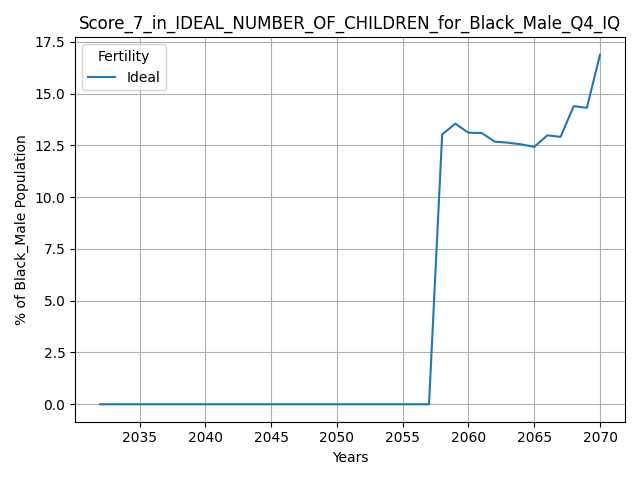 Score_7_in_IDEAL_NUMBER_OF_CHILDREN_for_Black_Male_Q4_IQ
17.5
15.0
12.5
10.0
7.5
5.0
2.5
0.0
% of Black_Male Population
Fertility
Ideal
2035 2040 2045 2050 2055 2060 2065 2070
Years